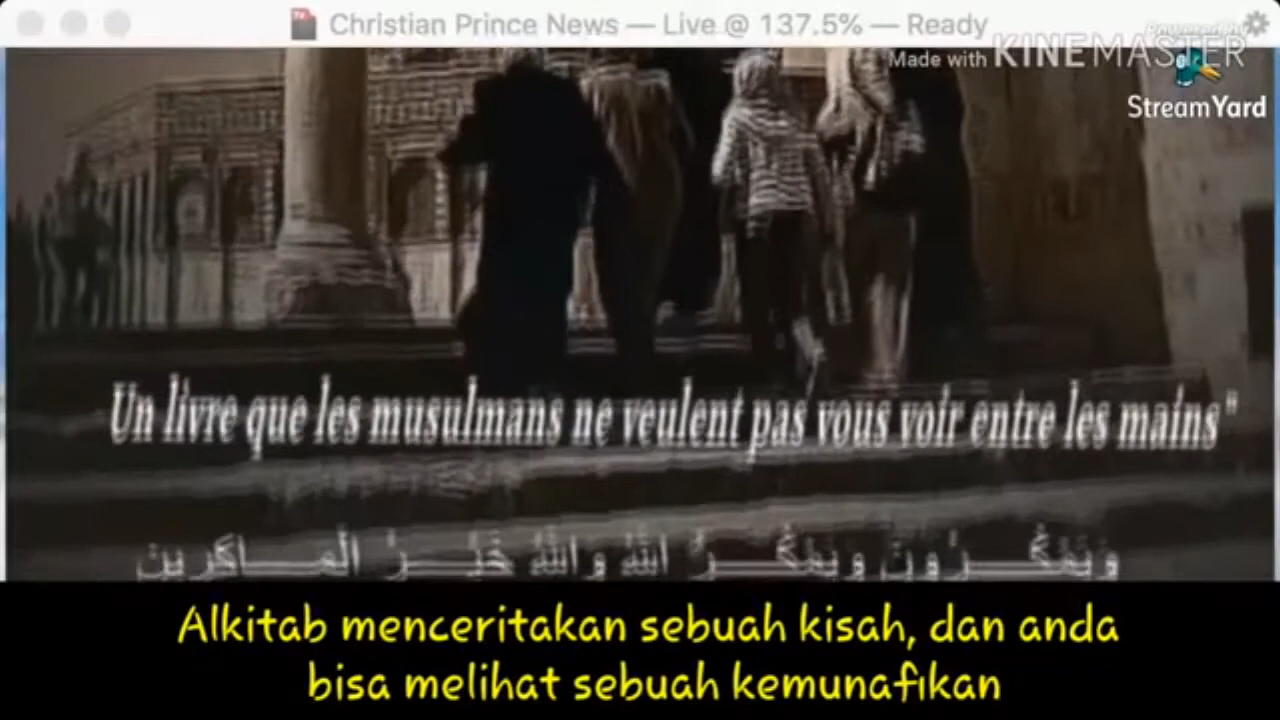 Christian Prince News — Live @ 137.5% — Ready
Powered by
Made with KINEMASTER
StreamYard
Un livre que les musulmans ne veulent pas vous voir entre les mains"
وَيَمْكُرُونَ وَيَمْكُرُ اللَّهُ وَاللَّهُ خَيْرُ الْمَاكِرِينَ
Alkitab menceritakan sebuah kisah, dan anda
bisa melihat sebuah kemunafikan